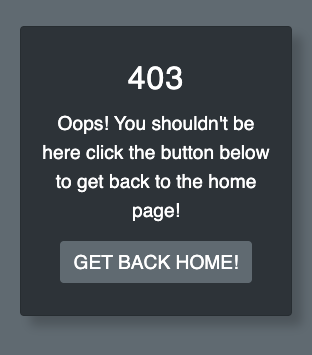 403
Oops! You shouldn't be
here click the button below
to get back to the home
page!
GET BACK HOME!